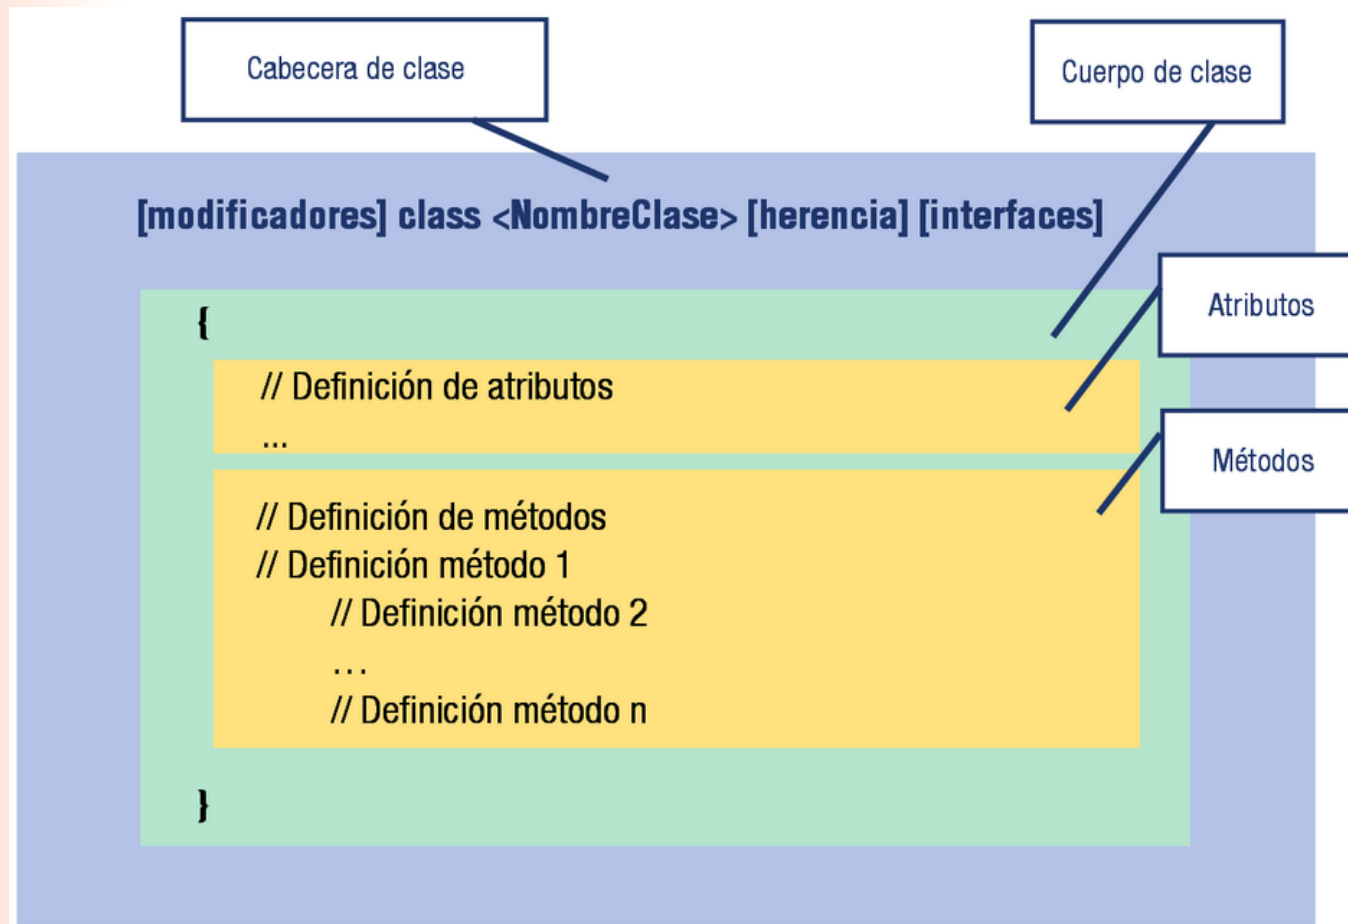 Cabecera de clase
Cuerpo de clase
[modificadores] class <NombreClase> [herencia] [interfaces]
Atributos
{
// Definición de atributos
...
Métodos
// Definición de métodos
// Definición método 1
// Definición método 2
...
// Definición método n
}